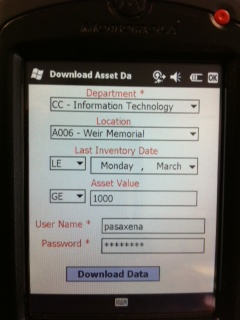 Download Asset Da OK
Department *
CC - Information Technology
Location
A006 - Weir Memorial
Last Inventory Date
LE Monday , March
Asset Value
GE 1000
User Name * pasaxena
Password * ********
Download Data